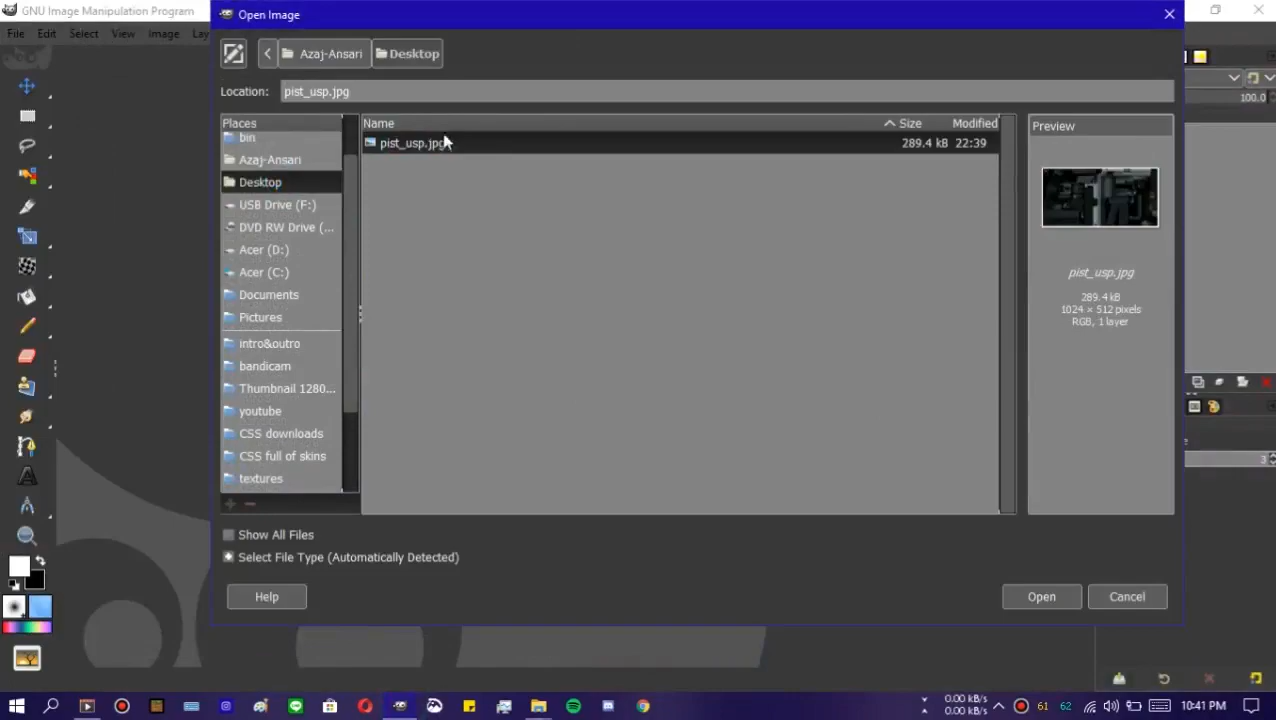 GNU Image Manipulation Program
Open Image
File Edit Select View Image
Azaj-Ansari Desktop
Location: pist_usp.jpg
100.0
Places
Name Size Modified
Preview
bin
pist_usp.jpg 289.4 kB 22:39
Azaj-Ansari
Desktop
USB Drive (F:)
DVD RW Drive (...
Acer (D:)
Acer (C:)
pist_usp.jpg
Documents
289.4 kB
1024 × 512 pixels
Pictures
RGB, 1 layer
intro&outro
bandicam
Thumbnail 1280...
youtube
CSS downloads
CSS full of skins
3
textures
Show All Files
Select File Type (Automatically Detected)
Help Open Cancel
0.00 kB/s
0.00 kB/s
61 62 10:41 PM